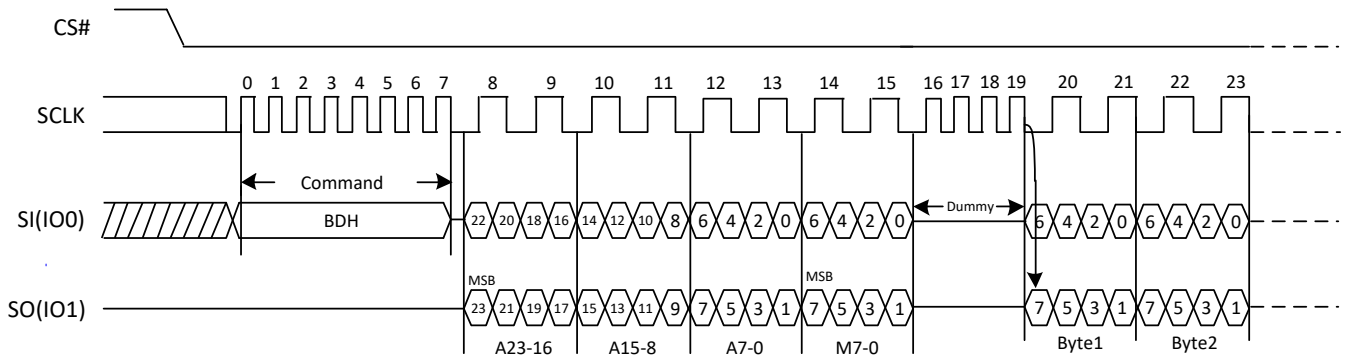 CS#
0 1 2 3 4 5 6 7 8 9 10 11 12 13 14 15 16 17 18 19 20 21 22 23
SCLK
Command
SI(IO0) BDH 22 20 18 16 14 12 10 8 6 4 2 0 6 4 2 0 Dummy 6 4 2 0 6 4 2 0
MSB MSB
SO(IO1) 23 21 19 17 15 13 11 9 7 5 3 1 7 5 3 1 7 5 3 1 7 5 3 1
A23-16 A15-8 A7-0 M7-0 Byte1 Byte2